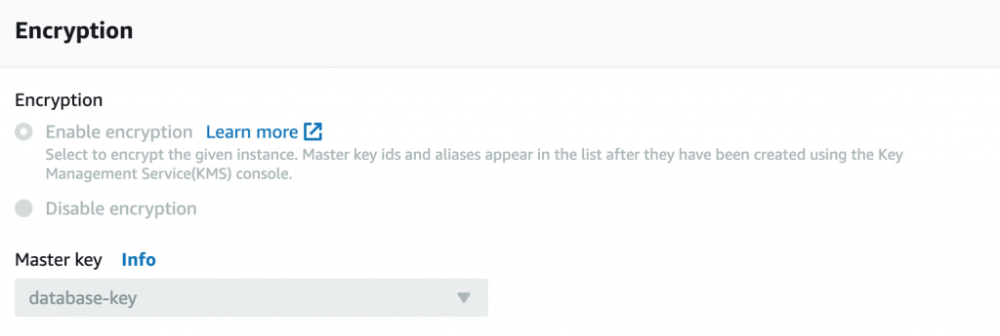 Encryption
Encryption
Enable encryption Learn more
Select to encrypt the given instance. Master key ids and aliases appear in the list after they have been created using the Key
Management Service(KMS) console.
Disable encryption
Master key Info
database-key